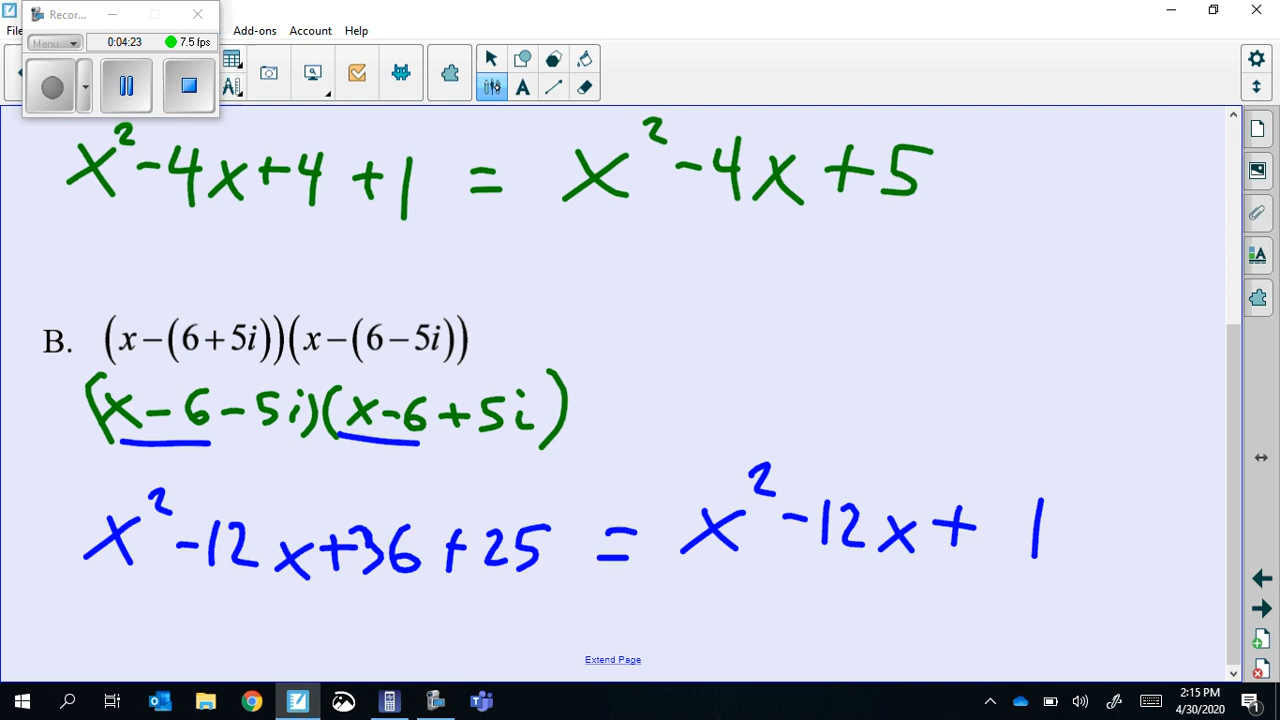 Recor...
Menu
0:04:23 7.5 fps
File Add-ons Account Help
x² - 4x + 4 + 1 = x² - 4x + 5
B. (x-(6+5i))(x-(6-5i))
(x - 6 - 5i)(x - 6 + 5i)
x² - 12x + 36 + 25 = x² - 12x + 1
Extend Page
2:15 PM
4/30/2020
1